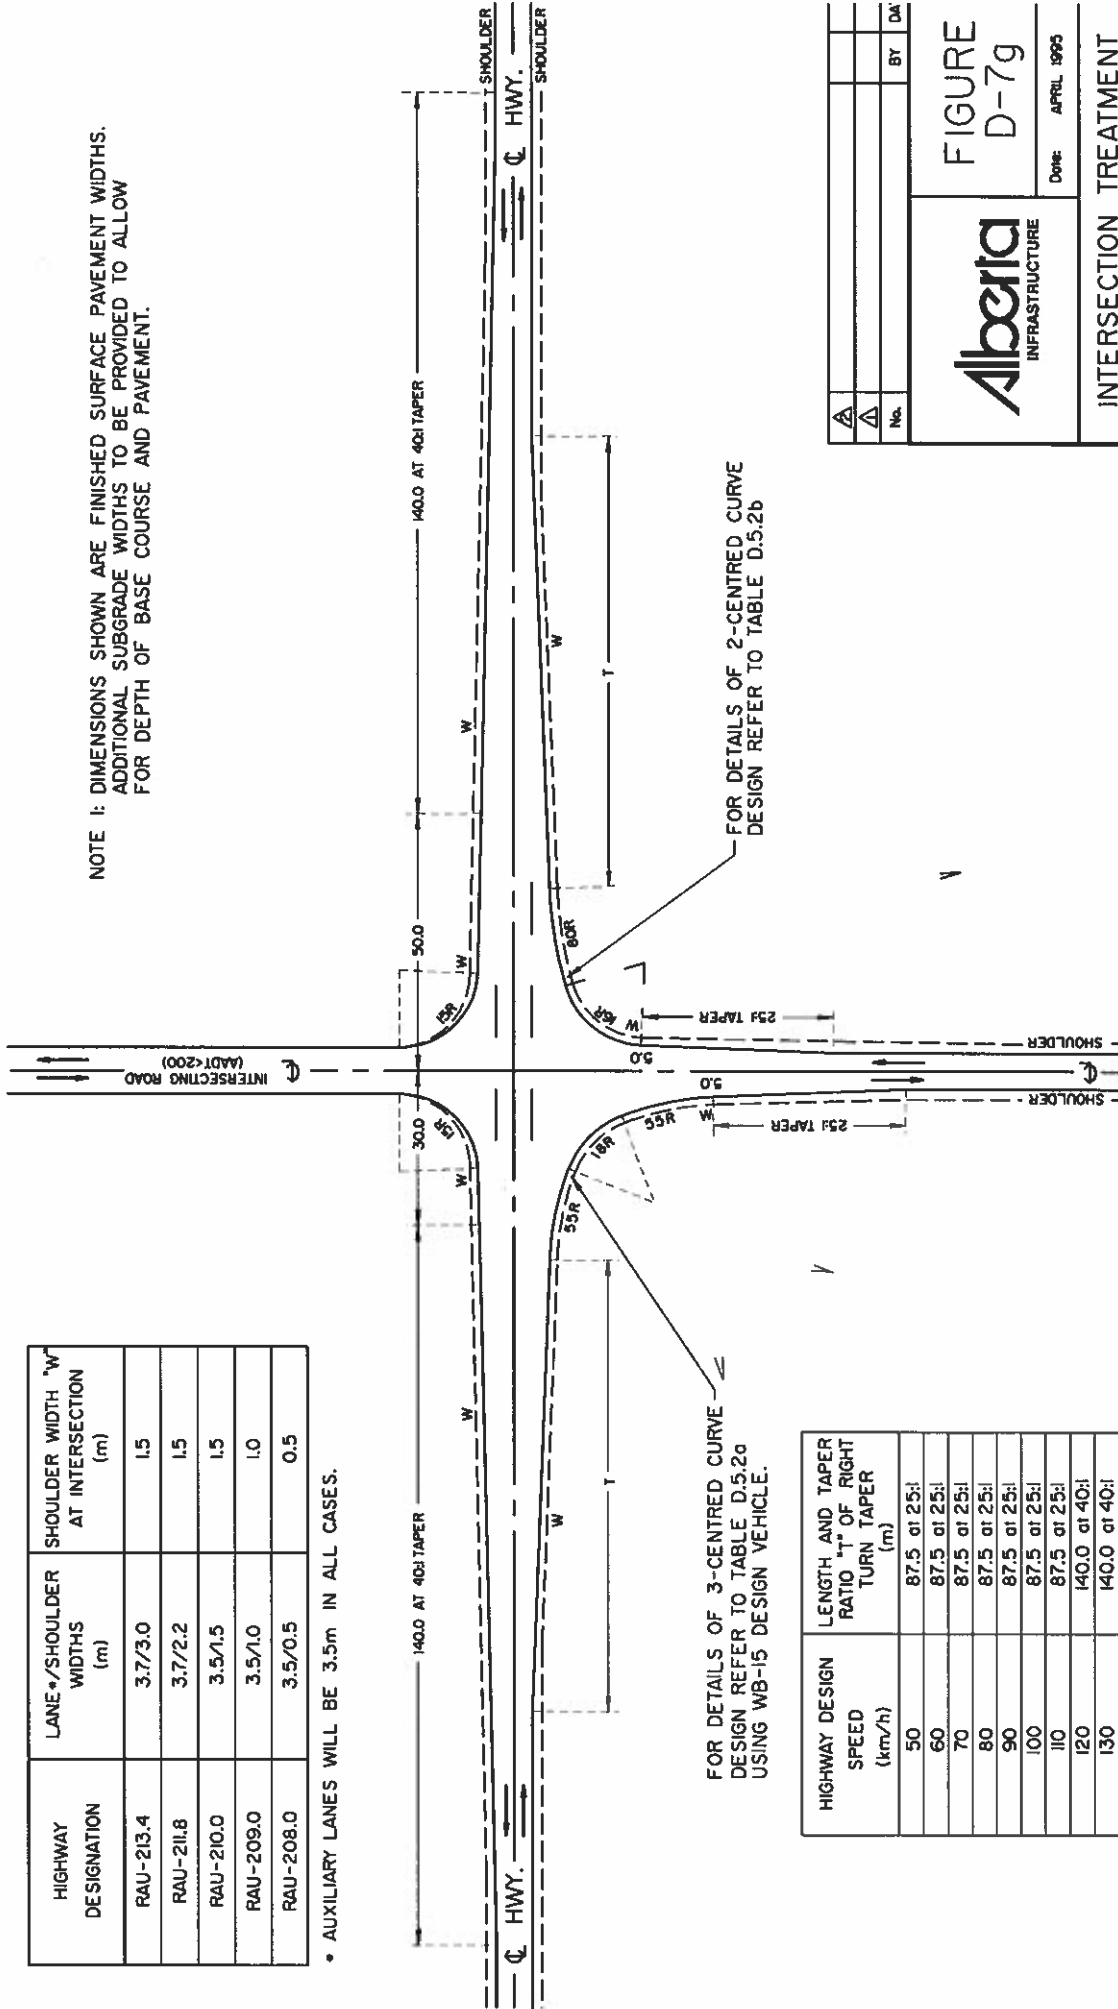 HIGHWAY DESIGNATION
LANE*/SHOULDER WIDTHS (m)
SHOULDER WIDTH "W" AT INTERSECTION (m)
RAU-213.4 3.7/3.0 1.5
RAU-211.8 3.7/2.2 1.5
RAU-210.0 3.5/1.5 1.5
RAU-209.0 3.5/1.0 1.0
RAU-208.0 3.5/0.5 0.5
* AUXILIARY LANES WILL BE 3.5m IN ALL CASES.
NOTE 1: DIMENSIONS SHOWN ARE FINISHED SURFACE PAVEMENT WIDTHS.
ADDITIONAL SUBGRADE WIDTHS TO BE PROVIDED TO ALLOW
FOR DEPTH OF BASE COURSE AND PAVEMENT.
INTERSECTING ROAD
(AADT<200)
℄
140.0 AT 40:1 TAPER
30.0
50.0
140.0 AT 40:1 TAPER
SHOULDER
SHOULDER
℄ HWY.
℄ HWY.
W
W
15R
15R
W
W
W
W
T
T
55R
18R
55R
W
5.0
5.0
W
16R
80R
25:1 TAPER
25:1 TAPER
SHOULDER
SHOULDER
℄
FOR DETAILS OF 3-CENTRED CURVE
DESIGN REFER TO TABLE D.5.2a
USING WB-15 DESIGN VEHICLE.
FOR DETAILS OF 2-CENTRED CURVE
DESIGN REFER TO TABLE D.5.2b
HIGHWAY DESIGN SPEED (km/h)
LENGTH AND TAPER RATIO "T" OF RIGHT TURN TAPER (m)
50 87.5 at 25:1
60 87.5 at 25:1
70 87.5 at 25:1
80 87.5 at 25:1
90 87.5 at 25:1
100 87.5 at 25:1
110 87.5 at 25:1
120 140.0 at 40:1
130 140.0 at 40:1
2
1
No. BY DA
Alberta
INFRASTRUCTURE
FIGURE
D-7g
Date: APRIL 1995
INTERSECTION TREATMENT